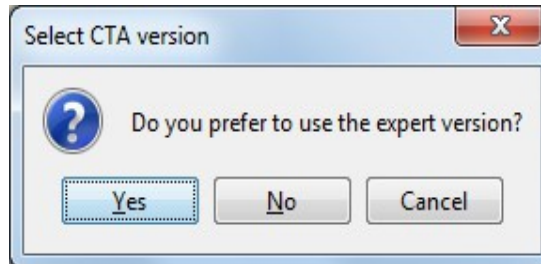 Select CTA version
Do you prefer to use the expert version?
Yes
No
Cancel